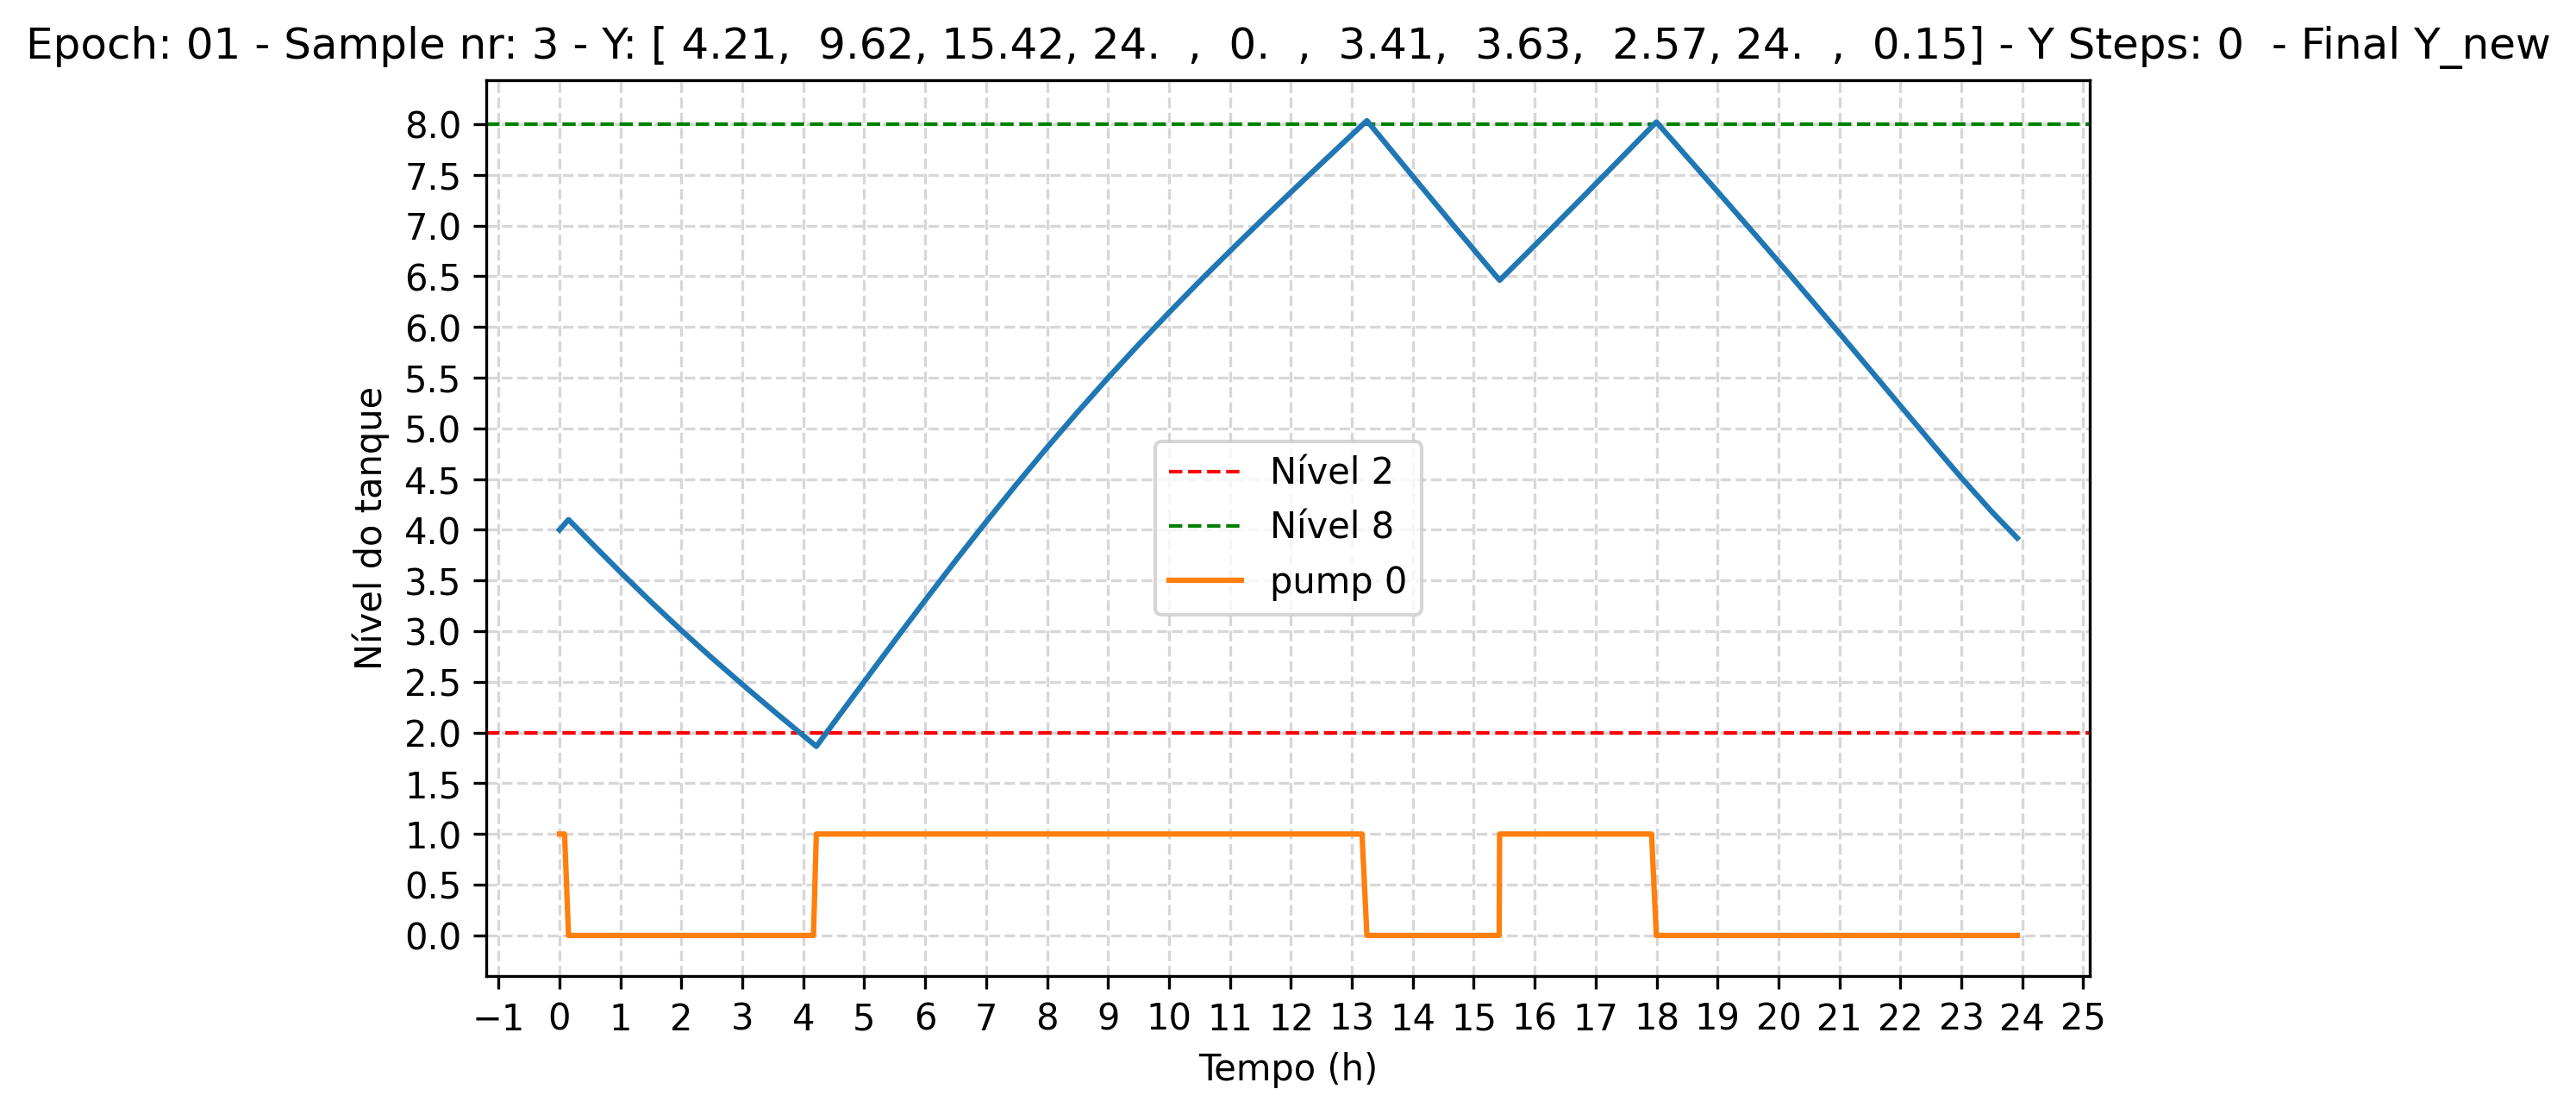 Epoch: 01 - Sample nr: 3 - Y: [ 4.21,  9.62, 15.42, 24.  ,  0.  ,  3.41,  3.63,  2.57, 24.  ,  0.15] - Y Steps: 0  - Final Y_new
8.0
7.5
7.0
6.5
6.0
5.5
5.0
4.5
4.0
3.5
3.0
2.5
2.0
1.5
1.0
0.5
0.0
Nível do tanque
Nível 2
Nível 8
pump 0
−1 0 1 2 3 4 5 6 7 8 9 10 11 12 13 14 15 16 17 18 19 20 21 22 23 24 25
Tempo (h)